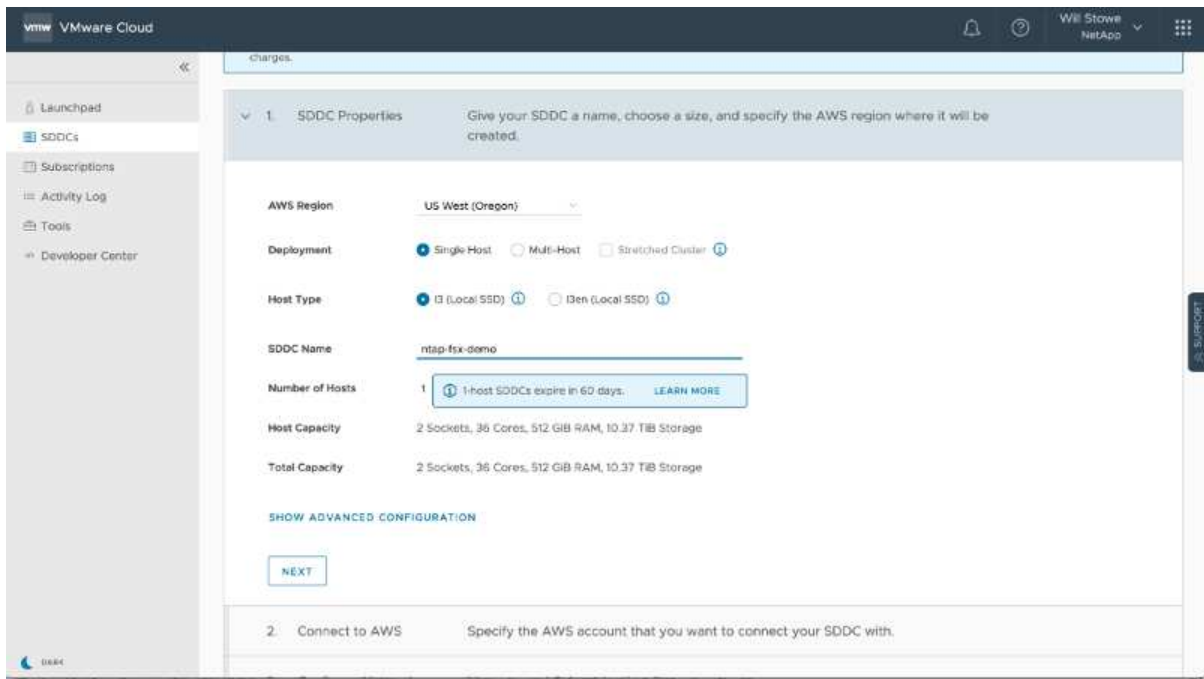 vmw VMware Cloud
Will Stowe
NetApp
charges.
Launchpad
SDDCs
Subscriptions
Activity Log
Tools
Developer Center
DARK
1. SDDC Properties Give your SDDC a name, choose a size, and specify the AWS region where it will be
created.
AWS Region US West (Oregon)
Deployment Single Host Multi-Host Stretched Cluster
Host Type i3 (Local SSD) i3en (Local SSD)
SDDC Name ntap-fsx-demo
Number of Hosts 1 1-host SDDCs expire in 60 days. LEARN MORE
Host Capacity 2 Sockets, 36 Cores, 512 GiB RAM, 10.37 TiB Storage
Total Capacity 2 Sockets, 36 Cores, 512 GiB RAM, 10.37 TiB Storage
SHOW ADVANCED CONFIGURATION
NEXT
2. Connect to AWS Specify the AWS account that you want to connect your SDDC with.
SUPPORT